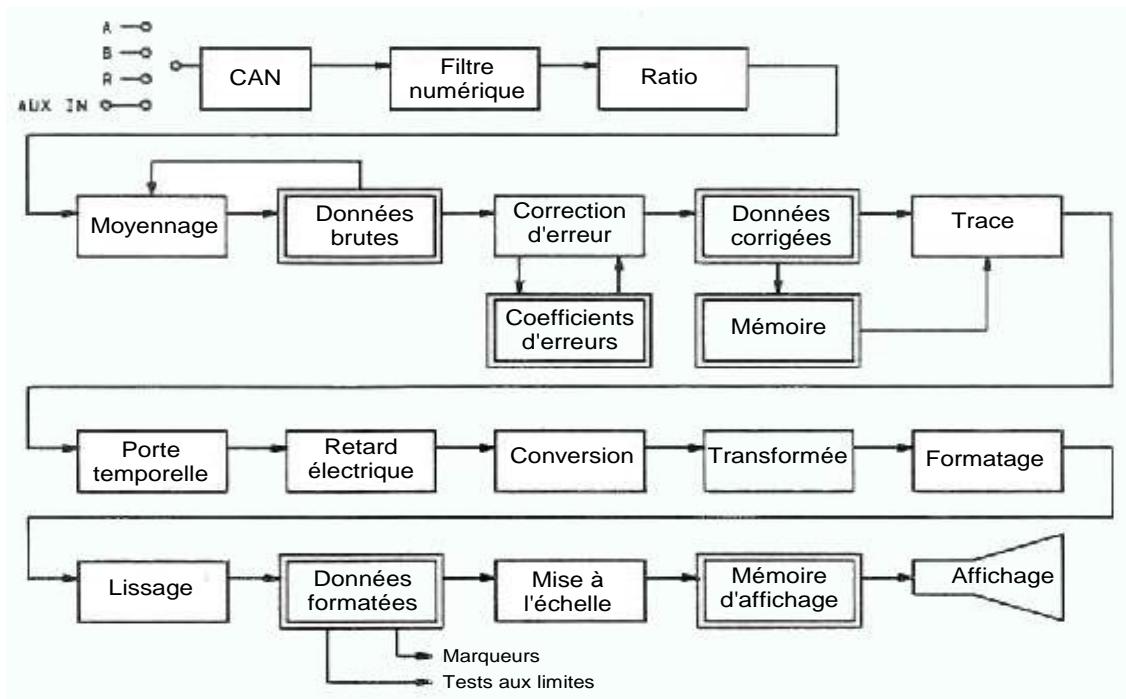 A
B
R
AUX IN
CAN
Filtre
numérique
Ratio
Moyennage
Données
brutes
Correction
d'erreur
Données
corrigées
Trace
Coefficients
d'erreurs
Mémoire
Porte
temporelle
Retard
électrique
Conversion
Transformée
Formatage
Lissage
Données
formatées
Mise à
l'échelle
Mémoire
d'affichage
Affichage
Marqueurs
Tests aux limites